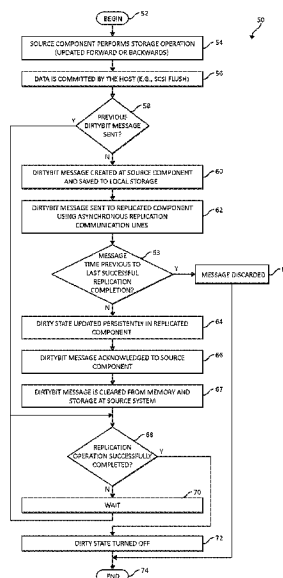 50
52
BEGIN
54
SOURCE COMPONENT PERFORMS STORAGE OPERATION
(UPDATED FORWARD OR BACKWARDS)
56
DATA IS COMMITTED BY THE HOST (E.G., SCSI FLUSH)
58
Y
PREVIOUS
DIRTYBIT MESSAGE
SENT?
N
60
DIRTYBIT MESSAGE CREATED AT SOURCE COMPONENT
AND SAVED TO LOCAL STORAGE
62
DIRTYBIT MESSAGE SENT TO REPLICATED COMPONENT
USING ASYNCHRONOUS REPLICATION
COMMUNICATION LINES
63
MESSAGE
TIME PREVIOUS TO
LAST SUCCESSFUL
REPLICATION
COMPLETION?
Y
MESSAGE DISCARDED
N
64
DIRTY STATE UPDATED PERSISTENTLY IN REPLICATED
COMPONENT
66
DIRTYBIT MESSAGE ACKNOWLEDGED TO SOURCE
COMPONENT
67
DIRTYBIT MESSAGE IS CLEARED FROM MEMORY AND
STORAGE AT SOURCE SYSTEM
68
REPLICATION
OPERATION SUCCESSFULLY
COMPLETED?
Y
N
70
WAIT
72
DIRTY STATE TURNED OFF
74
END